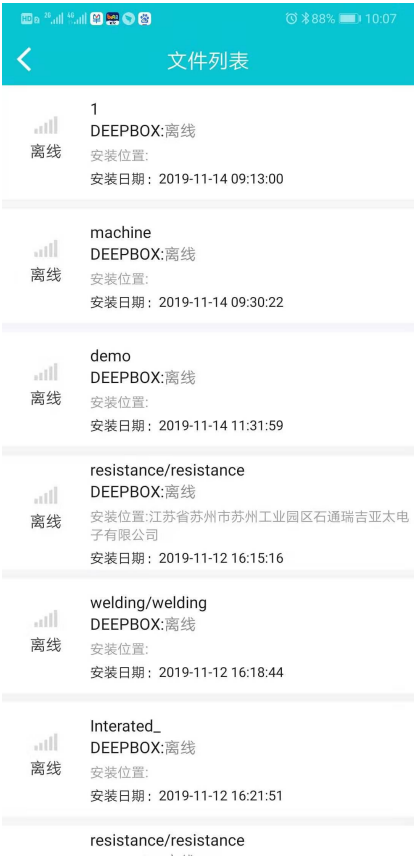 88% 10:07
文件列表
1
DEEPBOX:离线
离线
安装位置:
安装日期：2019-11-14 09:13:00
machine
DEEPBOX:离线
离线
安装位置:
安装日期：2019-11-14 09:30:22
demo
DEEPBOX:离线
离线
安装位置:
安装日期：2019-11-14 11:31:59
resistance/resistance
DEEPBOX:离线
离线
安装位置:江苏省苏州市苏州工业园区石通瑞吉亚太电
子有限公司
安装日期：2019-11-12 16:15:16
welding/welding
DEEPBOX:离线
离线
安装位置:
安装日期：2019-11-12 16:18:44
Interated_
DEEPBOX:离线
离线
安装位置:
安装日期：2019-11-12 16:21:51
resistance/resistance